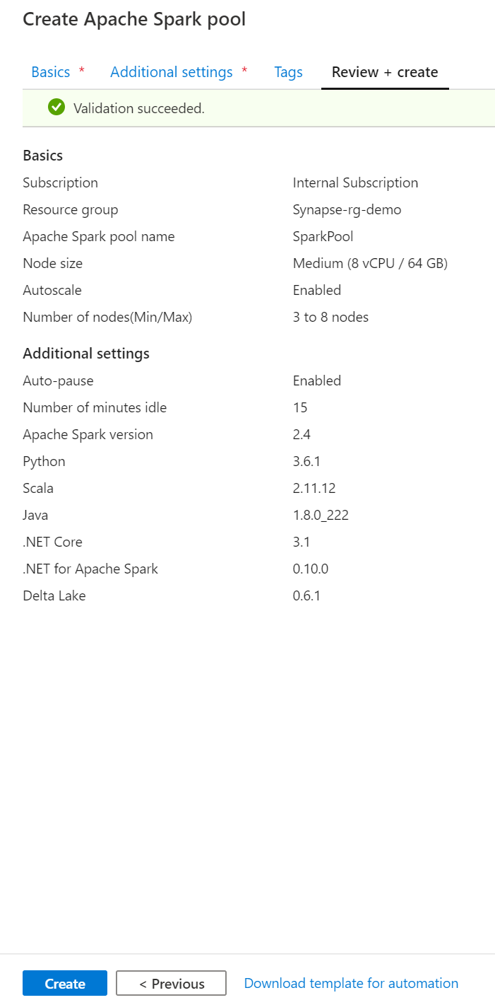 Create Apache Spark pool
Basics * Additional settings * Tags Review + create
Validation succeeded.
Basics
Subscription Internal Subscription
Resource group Synapse-rg-demo
Apache Spark pool name SparkPool
Node size Medium (8 vCPU / 64 GB)
Autoscale Enabled
Number of nodes(Min/Max) 3 to 8 nodes
Additional settings
Auto-pause Enabled
Number of minutes idle 15
Apache Spark version 2.4
Python 3.6.1
Scala 2.11.12
Java 1.8.0_222
.NET Core 3.1
.NET for Apache Spark 0.10.0
Delta Lake 0.6.1
Create < Previous Download template for automation